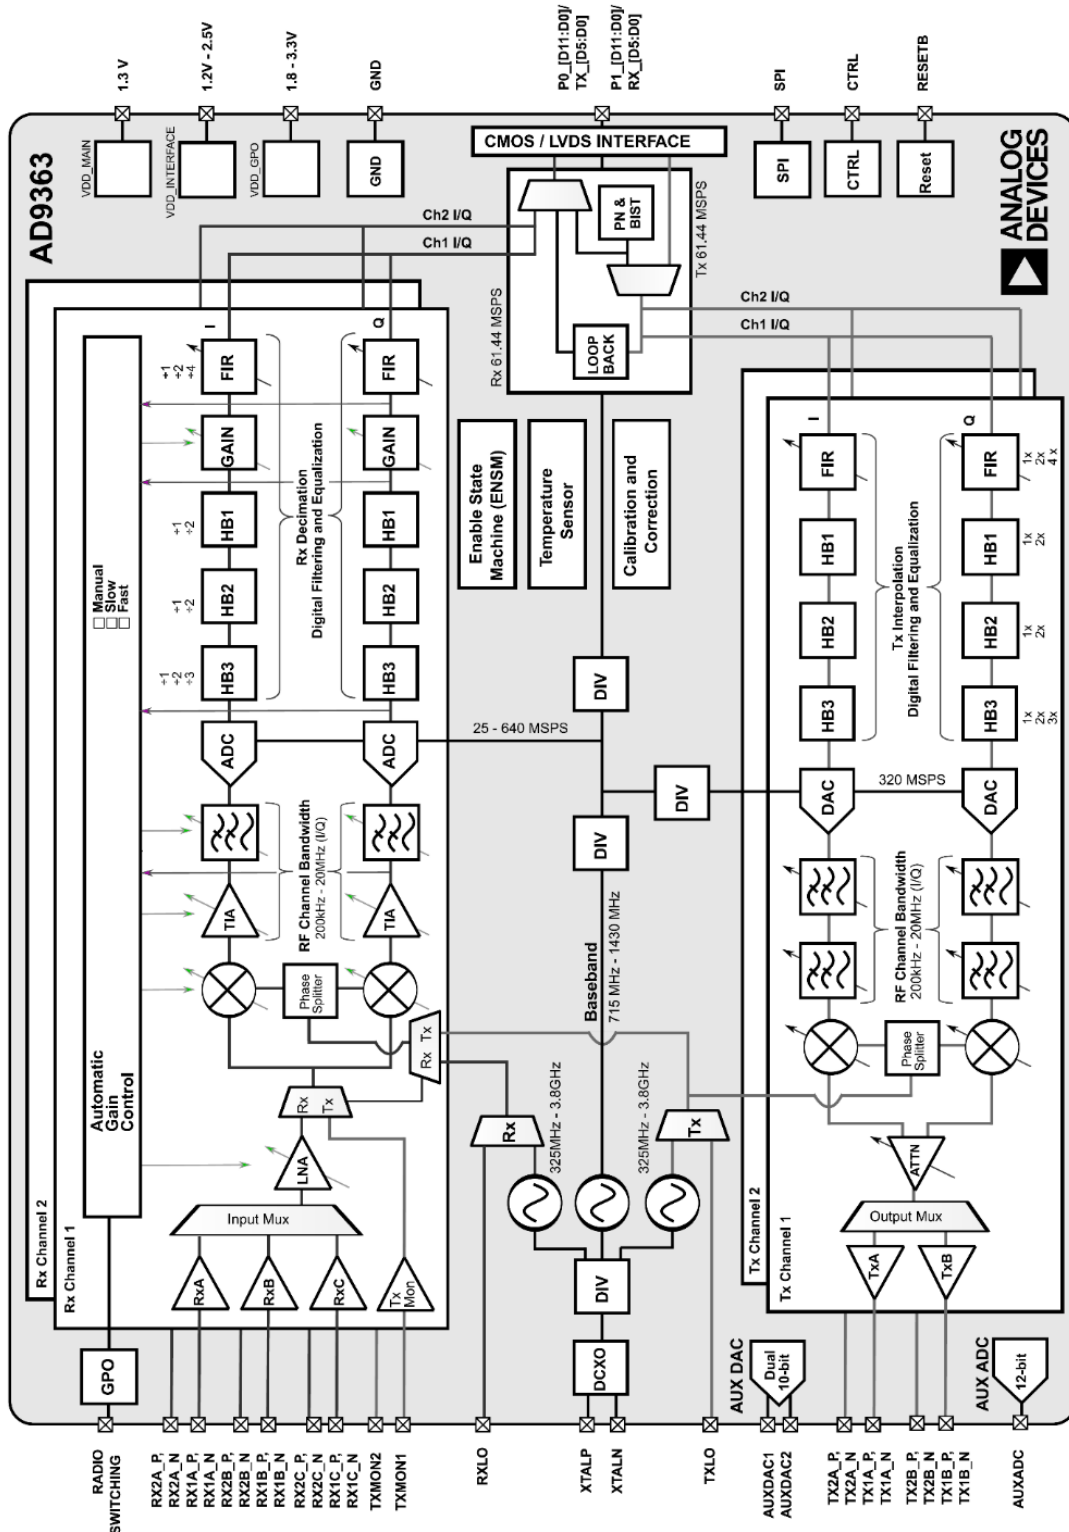 AD9363
1.3 V
1.2V - 2.5V
1.8 - 3.3V
GND
P0_[D11:D0]/
TX_[D5:D0]
P1_[D11:D0]/
RX_[D5:D0]
SPI
CTRL
RESETB
VDD_MAIN
VDD_INTERFACE
VDD_GPO
GND
CMOS / LVDS INTERFACE
SPI
CTRL
Reset
ANALOG
DEVICES
PN &
BIST
LOOP
BACK
Rx 61.44 MSPS
Tx 61.44 MSPS
Ch2 I/Q
Ch1 I/Q
Ch2 I/Q
Ch1 I/Q
Rx Channel 2
Rx Channel 1
Automatic
Gain
Control
Manual
Slow
Fast
I
Q
÷1
÷2
÷4
FIR
FIR
GAIN
GAIN
÷1
÷2
HB1
HB1
÷1
÷2
HB2
HB2
÷1
÷2
÷3
HB3
HB3
Rx Decimation
Digital Filtering and Equalization
ADC
ADC
25 - 640 MSPS
RF Channel Bandwidth
200kHz - 20MHz (I/Q)
TIA
TIA
Phase
Splitter
Rx
Tx
Rx
Tx
LNA
Input Mux
RxA
RxB
RxC
Tx
Mon
GPO
Enable State
Machine (ENSM)
Temperature
Sensor
Calibration and
Correction
DIV
DIV
DIV
Baseband
715 MHz - 1430 MHz
325MHz - 3.8GHz
325MHz - 3.8GHz
Rx
Tx
DIV
DCXO
Tx Channel 2
Tx Channel 1
I
Q
FIR
FIR
1x
2x
4 x
HB1
HB1
1x
2x
HB2
HB2
1x
2x
HB3
HB3
1x
2x
3x
Tx Interpolation
Digital Filtering and Equalization
DAC
DAC
320 MSPS
RF Channel Bandwidth
200kHz - 20MHz (I/Q)
Phase
Splitter
ATTN
Output Mux
TxA
TxB
AUX DAC
Dual
10-bit
AUX ADC
12-bit
RADIO
SWITCHING
RX2A_P,
RX2A_N
RX1A_P,
RX1A_N
RX2B_P,
RX2B_N
RX1B_P,
RX1B_N
RX2C_P,
RX2C_N
RX1C_P,
RX1C_N
TXMON2
TXMON1
RXLO
XTALP
XTALN
TXLO
AUXDAC1
AUXDAC2
TX2A_P,
TX2A_N
TX1A_P,
TX1A_N
TX2B_P,
TX2B_N
TX1B_P,
TX1B_N
AUXADC